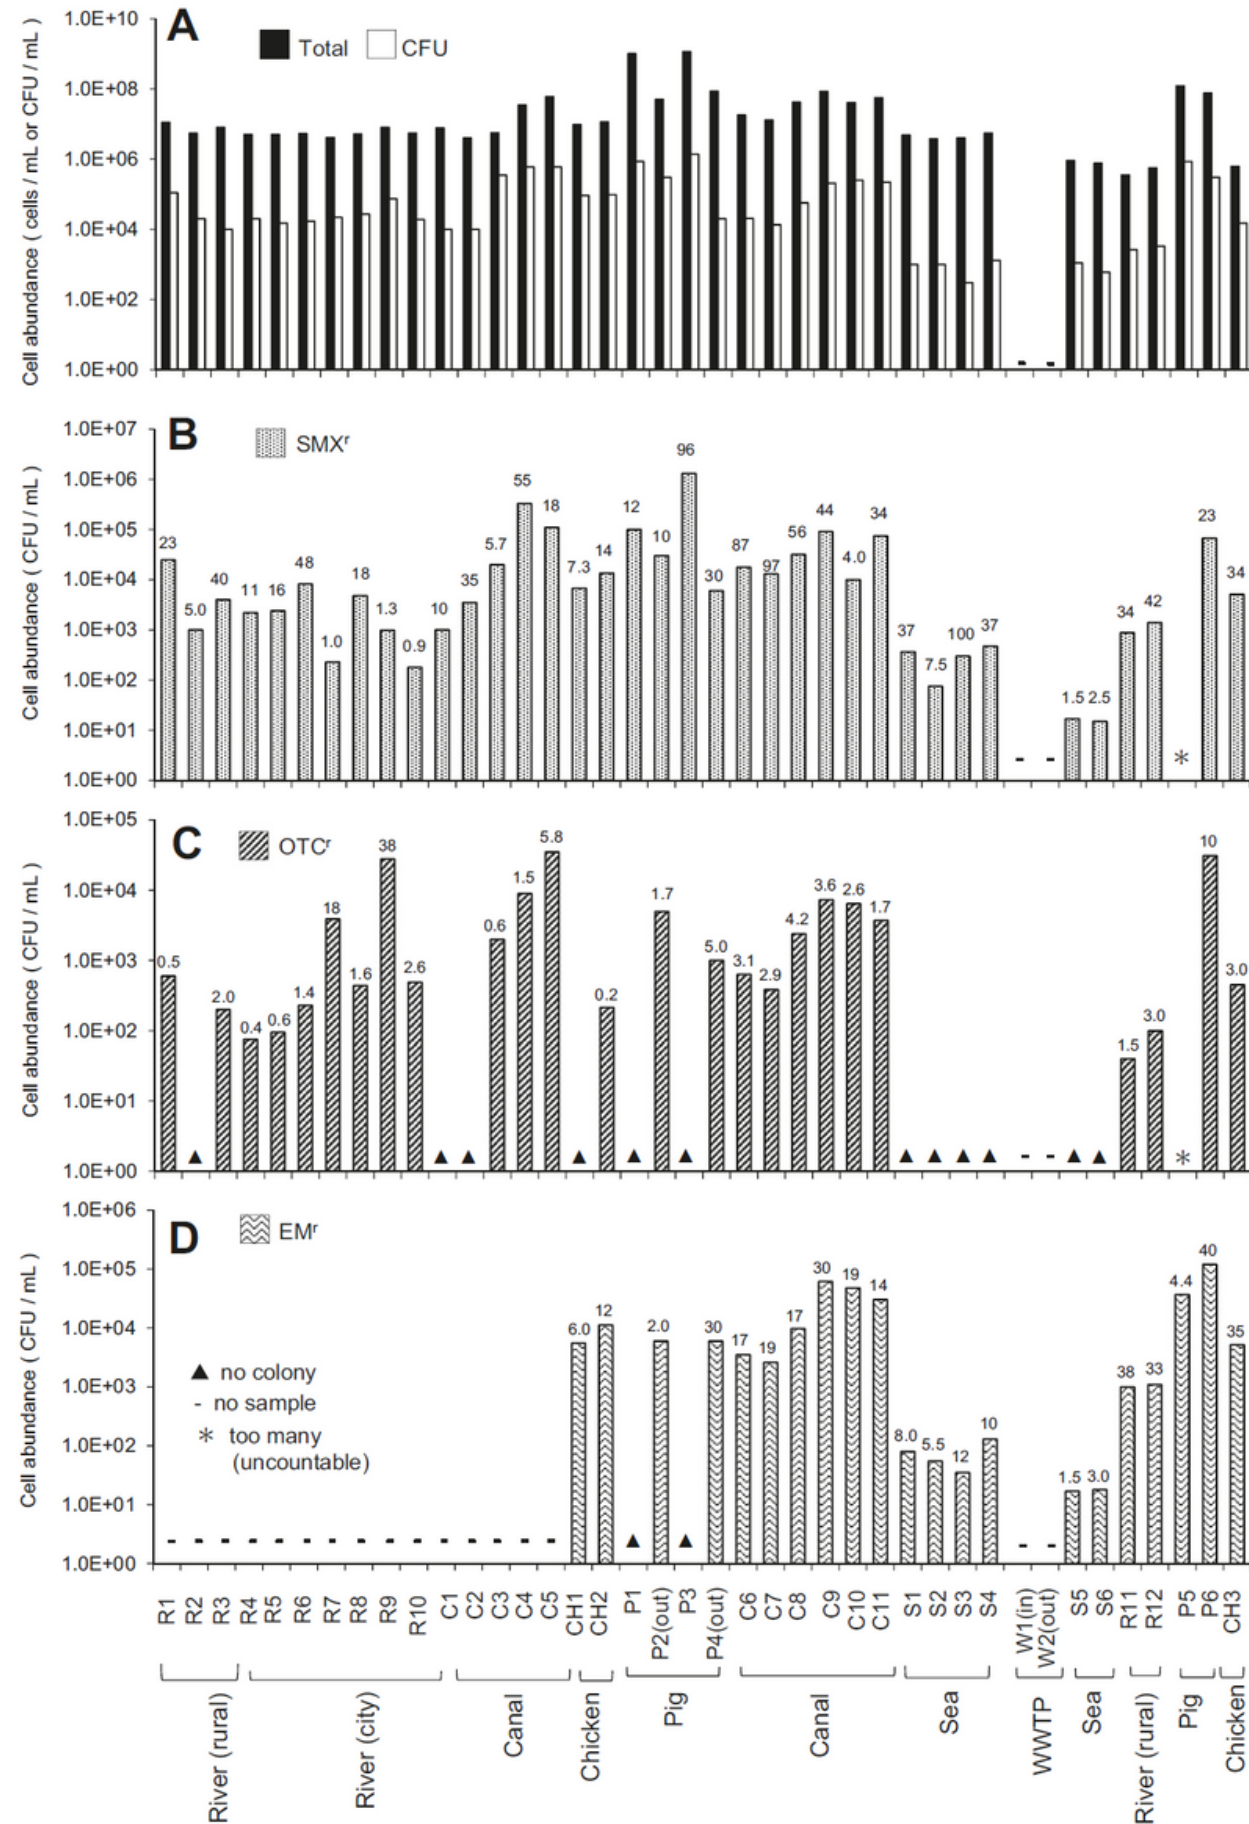 A
Total CFU
Cell abundance ( cells / mL or CFU / mL )
1.0E+10
1.0E+08
1.0E+06
1.0E+04
1.0E+02
1.0E+00
- -
B
SMXʳ
Cell abundance ( CFU / mL )
1.0E+07
1.0E+06
1.0E+05
1.0E+04
1.0E+03
1.0E+02
1.0E+01
1.0E+00
23 5.0 40 11 16 48 1.0 18 1.3 0.9 10 35 5.7 55 18 7.3 14 12 10 96 30 87 97 56 44 4.0 34 37 7.5 100 37 - - 1.5 2.5 34 42 * 23 34
C
OTCʳ
Cell abundance ( CFU / mL )
1.0E+05
1.0E+04
1.0E+03
1.0E+02
1.0E+01
1.0E+00
0.5 ▲ 2.0 0.4 0.6 1.4 18 1.6 38 2.6 ▲ ▲ 0.6 1.5 5.8 ▲ 0.2 ▲ 1.7 ▲ 5.0 3.1 2.9 4.2 3.6 2.6 1.7 ▲ ▲ ▲ ▲ - - ▲ ▲ 1.5 3.0 * 10 3.0
D
EMʳ
Cell abundance ( CFU / mL )
1.0E+06
1.0E+05
1.0E+04
1.0E+03
1.0E+02
1.0E+01
1.0E+00
▲ no colony
- no sample
* too many
(uncountable)
- - - - - - - - - - - - - - - 6.0 12 ▲ 2.0 ▲ 30 17 19 17 30 19 14 8.0 5.5 12 10 - - 1.5 3.0 38 33 4.4 40 35
R1 R2 R3 R4 R5 R6 R7 R8 R9 R10 C1 C2 C3 C4 C5 CH1 CH2 P1 P2(out) P3 P4(out) C6 C7 C8 C9 C10 C11 S1 S2 S3 S4 W1(in) W2(out) S5 S6 R11 R12 P5 P6 CH3
River (rural) River (city) Canal Chicken Pig Canal Sea WWTP Sea River (rural) Pig Chicken